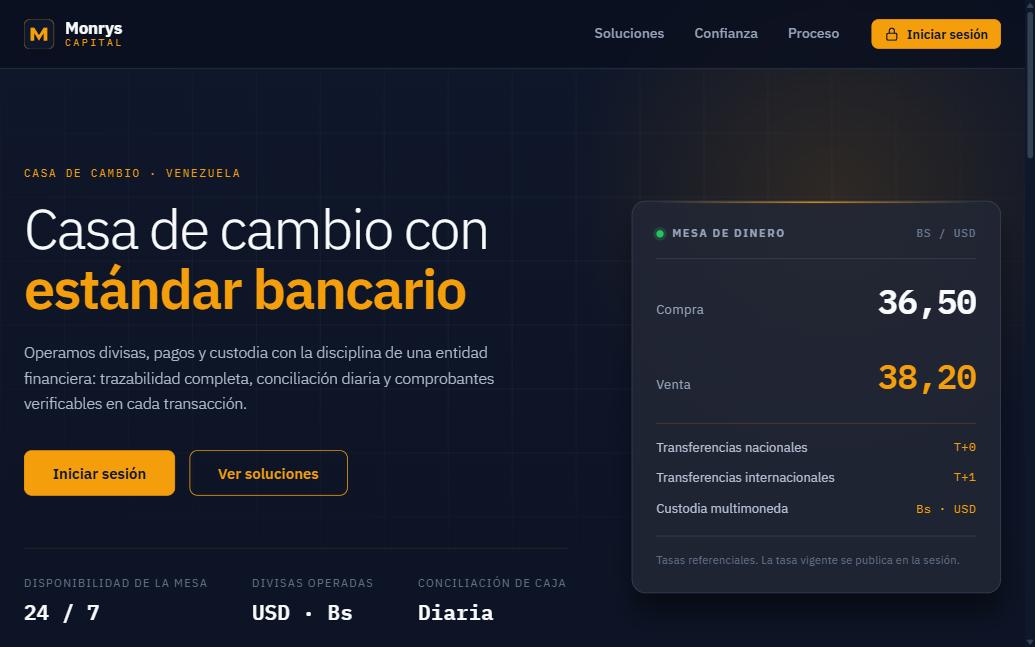 Monrys
CAPITAL
Soluciones
Confianza
Proceso
Iniciar sesión
CASA DE CAMBIO · VENEZUELA
Casa de cambio con
estándar bancario
Operamos divisas, pagos y custodia con la disciplina de una entidad
financiera: trazabilidad completa, conciliación diaria y comprobantes
verificables en cada transacción.
Iniciar sesión
Ver soluciones
DISPONIBILIDAD DE LA MESA
24 / 7
DIVISAS OPERADAS
USD · Bs
CONCILIACIÓN DE CAJA
Diaria
MESA DE DINERO
BS / USD
Compra
36,50
Venta
38,20
Transferencias nacionales
T+0
Transferencias internacionales
T+1
Custodia multimoneda
Bs · USD
Tasas referenciales. La tasa vigente se publica en la sesión.